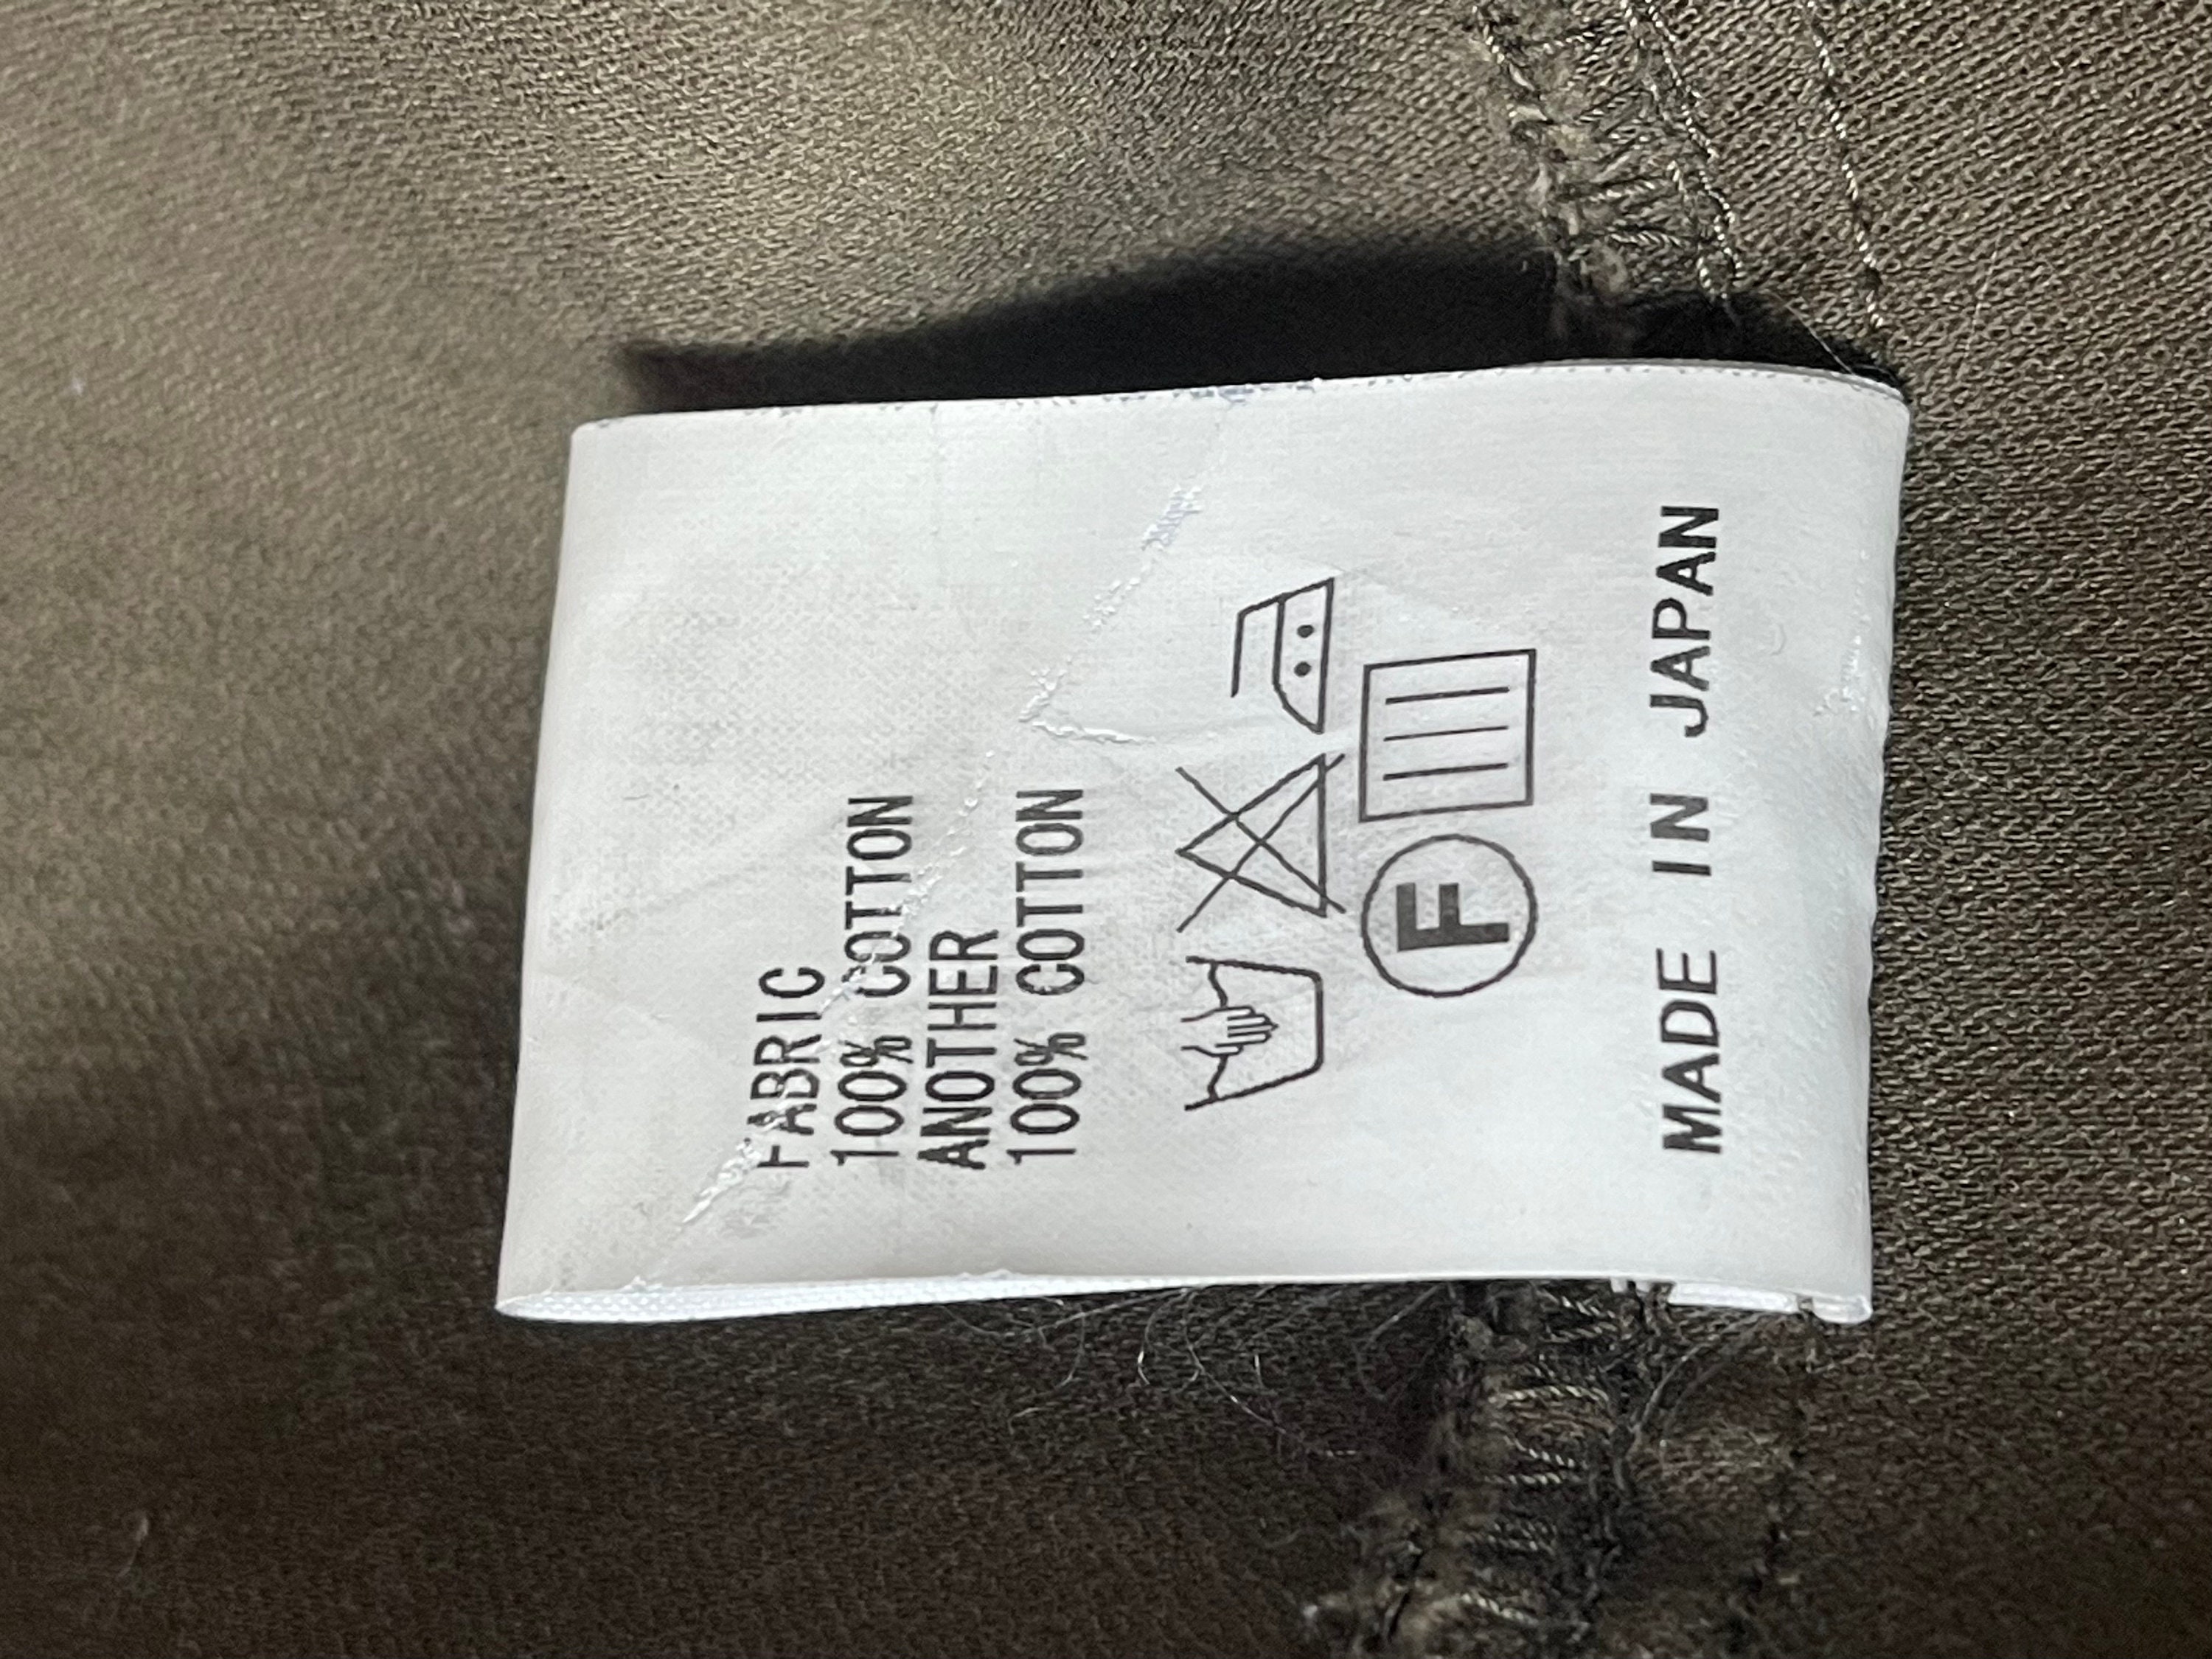 FABRIC
100% COTTON
ANOTHER
100% COTTON
F
MADE IN JAPAN